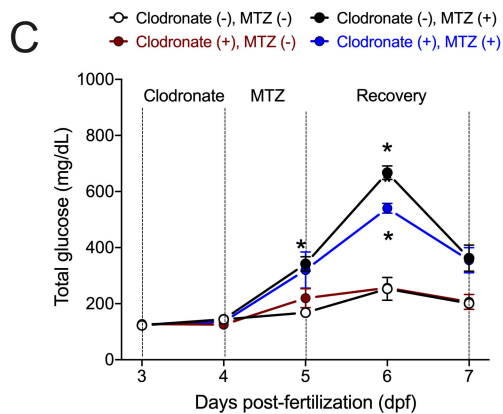 C
Clodronate (-), MTZ (-)
Clodronate (-), MTZ (+)
Clodronate (+), MTZ (-)
Clodronate (+), MTZ (+)
1000
800
600
400
200
0
Total glucose (mg/dL)
Clodronate
MTZ
Recovery
*
*
*
*
3
4
5
6
7
Days post-fertilization (dpf)